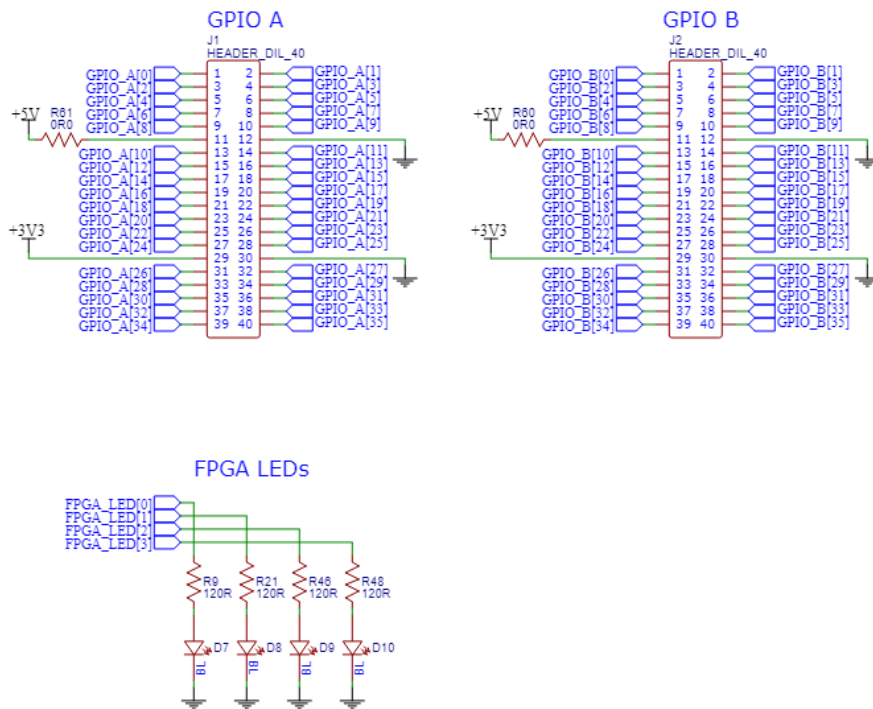 GPIO A
J1
HEADER_DIL_40
GPIO_A[0] 1 2 GPIO_A[1]
GPIO_A[2] 3 4 GPIO_A[3]
GPIO_A[4] 5 6 GPIO_A[5]
GPIO_A[6] 7 8 GPIO_A[7]
GPIO_A[8] 9 10 GPIO_A[9]
+5V R61
0R0
11 12
GPIO_A[10] 13 14 GPIO_A[11]
GPIO_A[12] 15 16 GPIO_A[13]
GPIO_A[14] 17 18 GPIO_A[15]
GPIO_A[16] 19 20 GPIO_A[17]
GPIO_A[18] 21 22 GPIO_A[19]
GPIO_A[20] 23 24 GPIO_A[21]
GPIO_A[22] 25 26 GPIO_A[23]
GPIO_A[24] 27 28 GPIO_A[25]
+3V3
29 30
GPIO_A[26] 31 32 GPIO_A[27]
GPIO_A[28] 33 34 GPIO_A[29]
GPIO_A[30] 35 36 GPIO_A[31]
GPIO_A[32] 37 38 GPIO_A[33]
GPIO_A[34] 39 40 GPIO_A[35]
GPIO B
J2
HEADER_DIL_40
GPIO_B[0] 1 2 GPIO_B[1]
GPIO_B[2] 3 4 GPIO_B[3]
GPIO_B[4] 5 6 GPIO_B[5]
GPIO_B[6] 7 8 GPIO_B[7]
GPIO_B[8] 9 10 GPIO_B[9]
+5V R60
0R0
11 12
GPIO_B[10] 13 14 GPIO_B[11]
GPIO_B[12] 15 16 GPIO_B[13]
GPIO_B[14] 17 18 GPIO_B[15]
GPIO_B[16] 19 20 GPIO_B[17]
GPIO_B[18] 21 22 GPIO_B[19]
GPIO_B[20] 23 24 GPIO_B[21]
GPIO_B[22] 25 26 GPIO_B[23]
GPIO_B[24] 27 28 GPIO_B[25]
+3V3
29 30
GPIO_B[26] 31 32 GPIO_B[27]
GPIO_B[28] 33 34 GPIO_B[29]
GPIO_B[30] 35 36 GPIO_B[31]
GPIO_B[32] 37 38 GPIO_B[33]
GPIO_B[34] 39 40 GPIO_B[35]
FPGA LEDs
FPGA_LED[0]
FPGA_LED[1]
FPGA_LED[2]
FPGA_LED[3]
R9 R21 R46 R48
120R 120R 120R 120R
D7 D8 D9 D10
BL BL BL BL